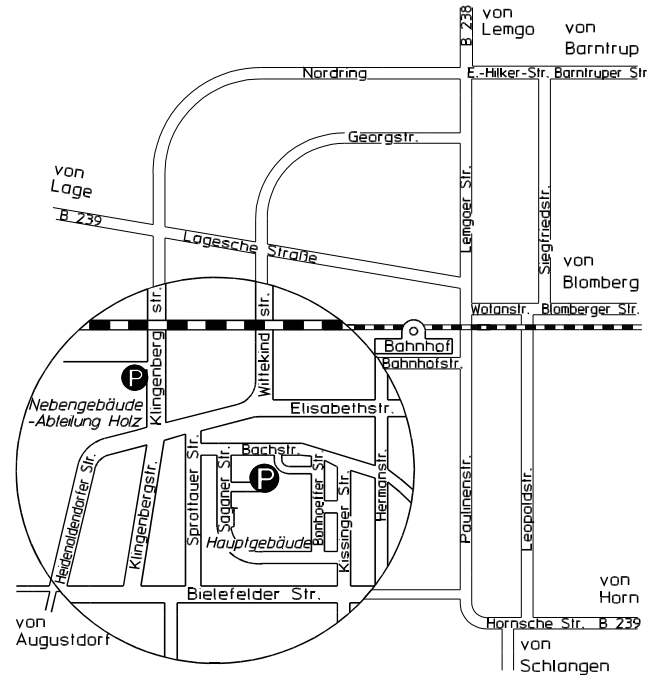 B 238
von
Lemgo
von
Barntrup
Nordring
E.-Hilker-Str.
Barntruper Str
Georgstr.
von
Lage
B 239
Lagesche Straße
Lemgoer Str.
Siegfriedstr.
von
Blomberg
Wotanstr.
Blomberger Str.
Klingenberg str.
Wittekind str.
Bahnhof
Bahnhofstr.
P
Nebengebäude
-Abteilung Holz
Elisabethstr.
Heidenoldendorfer Str.
Klingenbergstr.
Sprottauer Str.
Saganer Str.
Bachstr.
P
Bonhoeffer Str.
Kissinger Str.
Hermanstr.
Hauptgebäude
Paulinenstr.
Leopoldstr.
Bielefelder Str.
von
Augustdorf
von
Horn
Hornsche Str. B 239
von
Schlangen